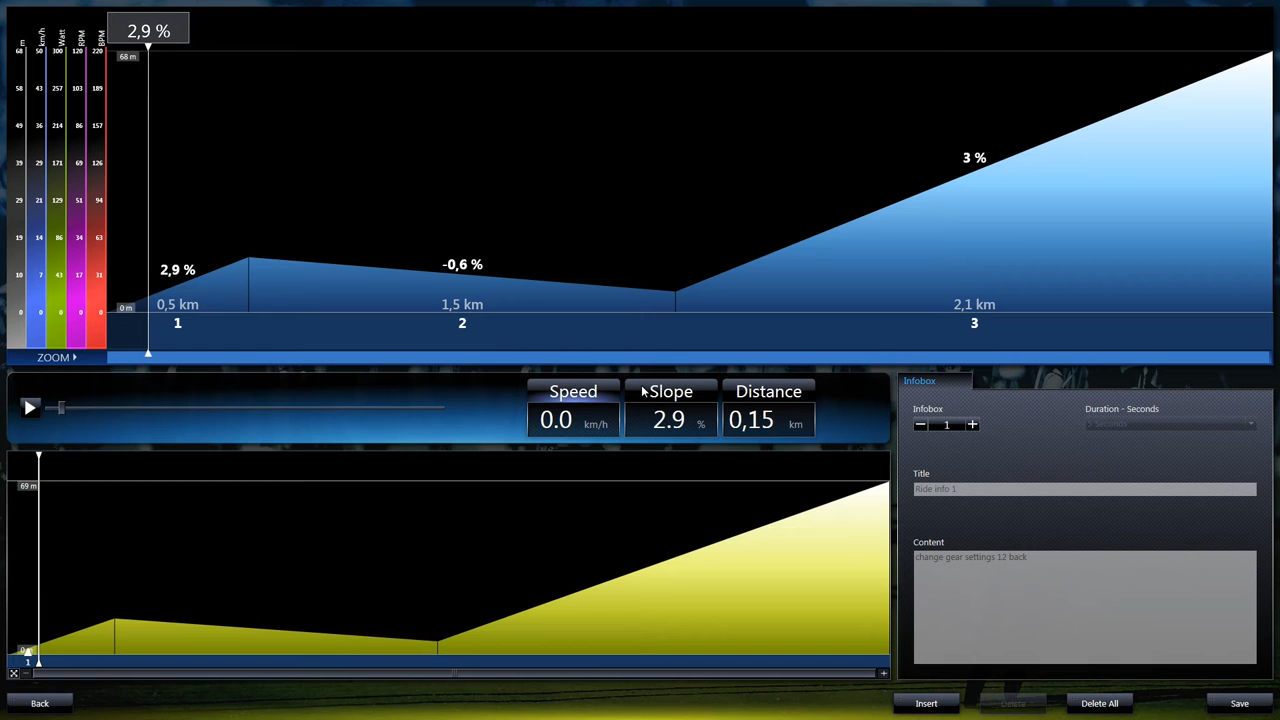 2,9 %
m
km/h
Watt
RPM
BPM
68 50 300 120 220
58 43 257 103 189
49 36 214 86 157
39 29 171 69 126
29 21 129 51 94
19 14 86 34 63
10 7 43 17 31
0 0 0 0 0
68 m
0 m
3 %
2,9 %
-0,6 %
0,5 km
1,5 km
2,1 km
1
2
3
ZOOM
Speed
Slope
Distance
0.0 km/h
2.9 %
0,15 km
Infobox
Infobox
Duration - Seconds
1
Seconds
Title
Ride info 1
Content
change gear settings 12 back
69 m
1
Back
Insert
Delete
Delete All
Save